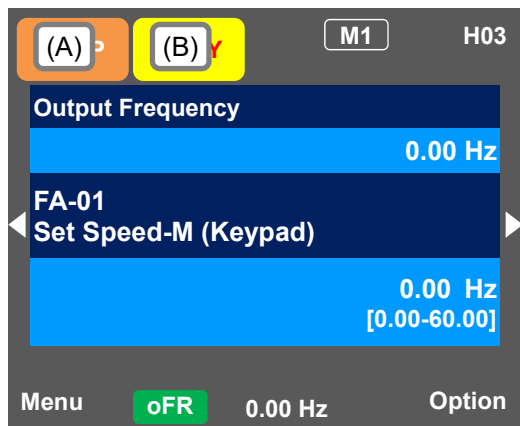 (A) P (B) Y M1 H03
Output Frequency
0.00 Hz
FA-01
Set Speed-M (Keypad)
0.00 Hz
[0.00-60.00]
Menu oFR 0.00 Hz Option